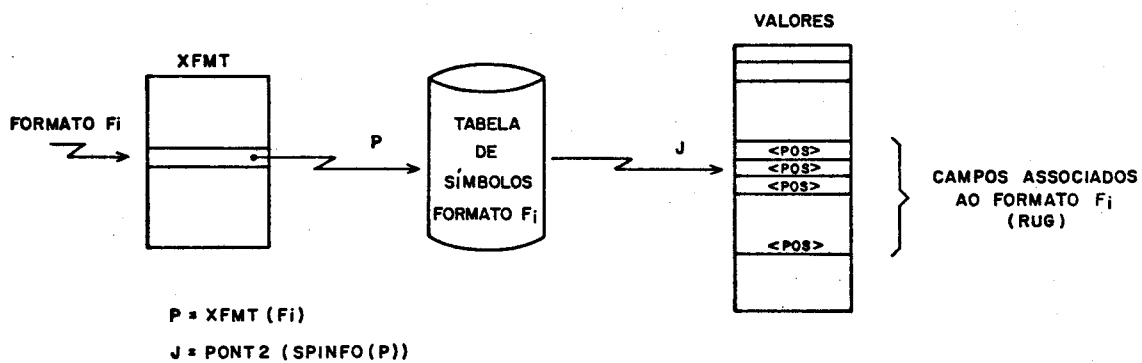 VALORES
XFMT
FORMATO Fi
P
TABELA
DE
SÍMBOLOS
FORMATO Fi
J
<POS>
<POS>
<POS>
<POS>
CAMPOS ASSOCIADOS
AO FORMATO Fi
(RUG)
P = XFMT (Fi)
J = PONT2 (SPINFO(P))